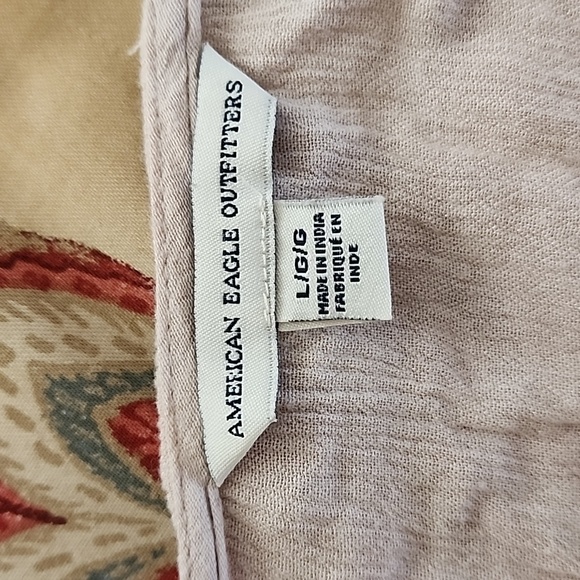 AMERICAN EAGLE OUTFITTERS
L/G/G
MADE IN INDIA
FABRIQUÉ EN
INDE